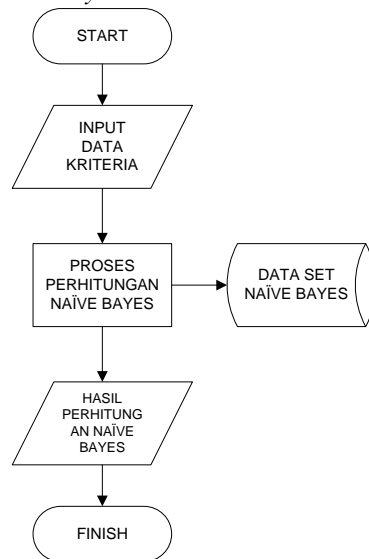 START
INPUT
DATA
KRITERIA
PROSES
PERHITUNGAN
NAÏVE BAYES
DATA SET
NAÏVE BAYES
HASIL
PERHITUNG
AN NAÏVE
BAYES
FINISH